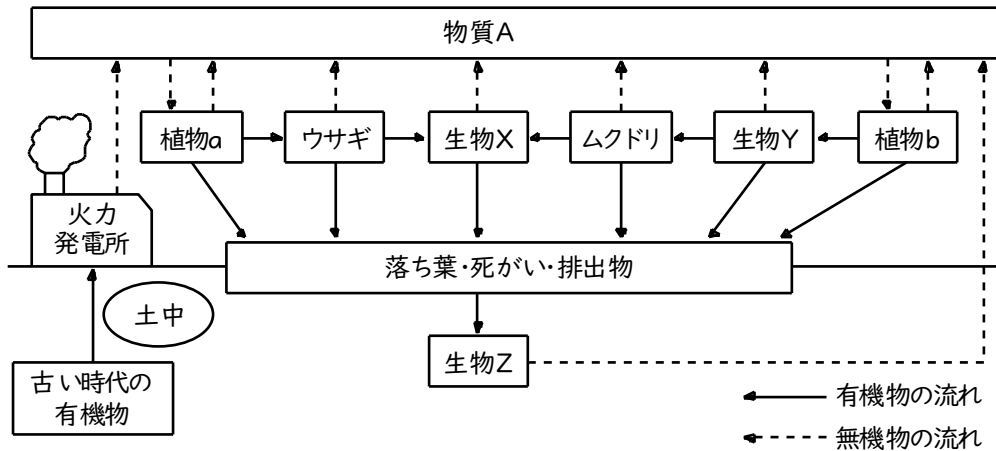 物質A
植物a
ウサギ
生物X
ムクドリ
生物Y
植物b
火力
発電所
落ち葉・死がい・排出物
土中
生物Z
古い時代の
有機物
有機物の流れ
無機物の流れ